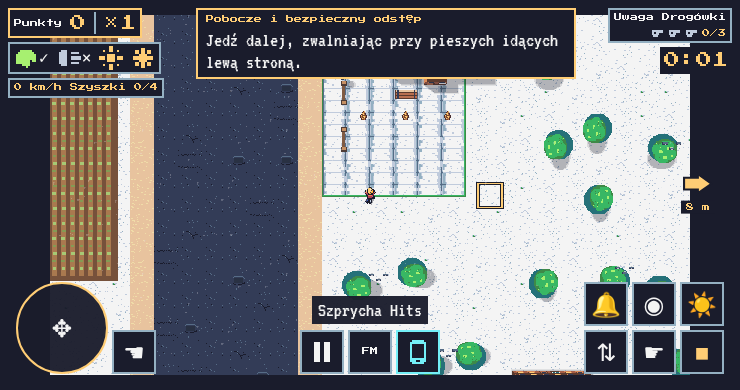 Punkty 0 × 1
Pobocze i bezpieczny odstęp
Jedź dalej, zwalniając przy pieszych idących
lewą stroną.
Uwaga Drogówki
0/3
0:01
0 km/h Szyszki 0/4
8 m
Szprycha Hits
FM